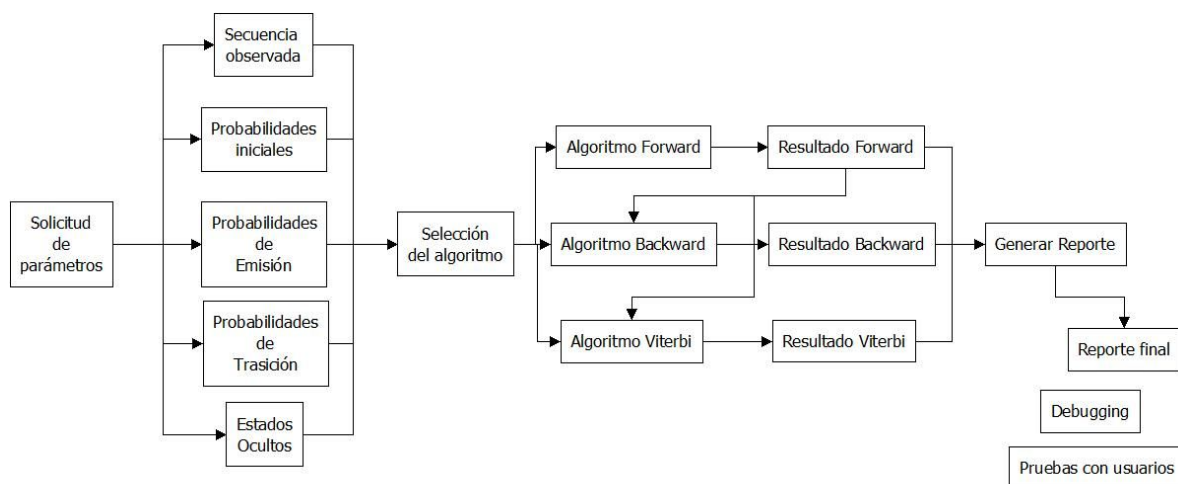 Solicitud
de
parámetros
Secuencia
observada
Probabilidades
iniciales
Probabilidades
de
Emisión
Probabilidades
de
Trasición
Estados
Ocultos
Selección
del algoritmo
Algoritmo Forward
Resultado Forward
Algoritmo Backward
Resultado Backward
Algoritmo Viterbi
Resultado Viterbi
Generar Reporte
Reporte final
Debugging
Pruebas con usuarios